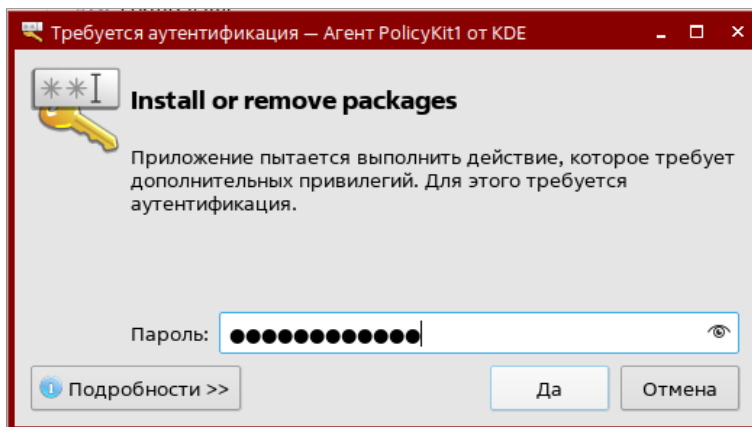 Требуется аутентификация — Агент PolicyKit1 от KDE
Install or remove packages
Приложение пытается выполнить действие, которое требует
дополнительных привилегий. Для этого требуется
аутентификация.
Пароль: ●●●●●●●●●●●●
Подробности >>
Да
Отмена